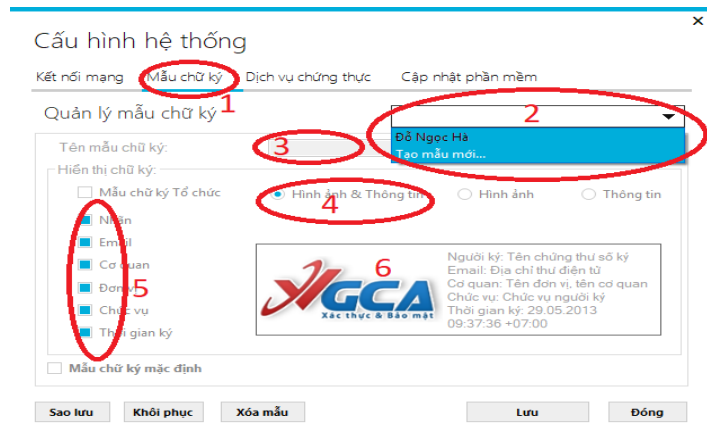 Cấu hình hệ thống
Kết nối mạng Mẫu chữ ký Dịch vụ chứng thực Cập nhật phần mềm
1
Quản lý mẫu chữ ký
2
Đỗ Ngọc Hà
Tạo mẫu mới...
Tên mẫu chữ ký:
3
Hiển thị chữ ký:
Mẫu chữ ký Tổ chức
Hình ảnh & Thông tin Hình ảnh Thông tin
4
Nhãn
Email
Cơ quan
Đơn vị
Chức vụ
Thời gian ký
5
6
VGCA
Xác thực & Bảo mật
Người ký: Tên chứng thư số ký
Email: Địa chỉ thư điện tử
Cơ quan: Tên đơn vị, tên cơ quan
Chức vụ: Chức vụ người ký
Thời gian ký: 29.05.2013
09:37:36 +07:00
Mẫu chữ ký mặc định
Sao lưu Khôi phục Xóa mẫu Lưu Đóng